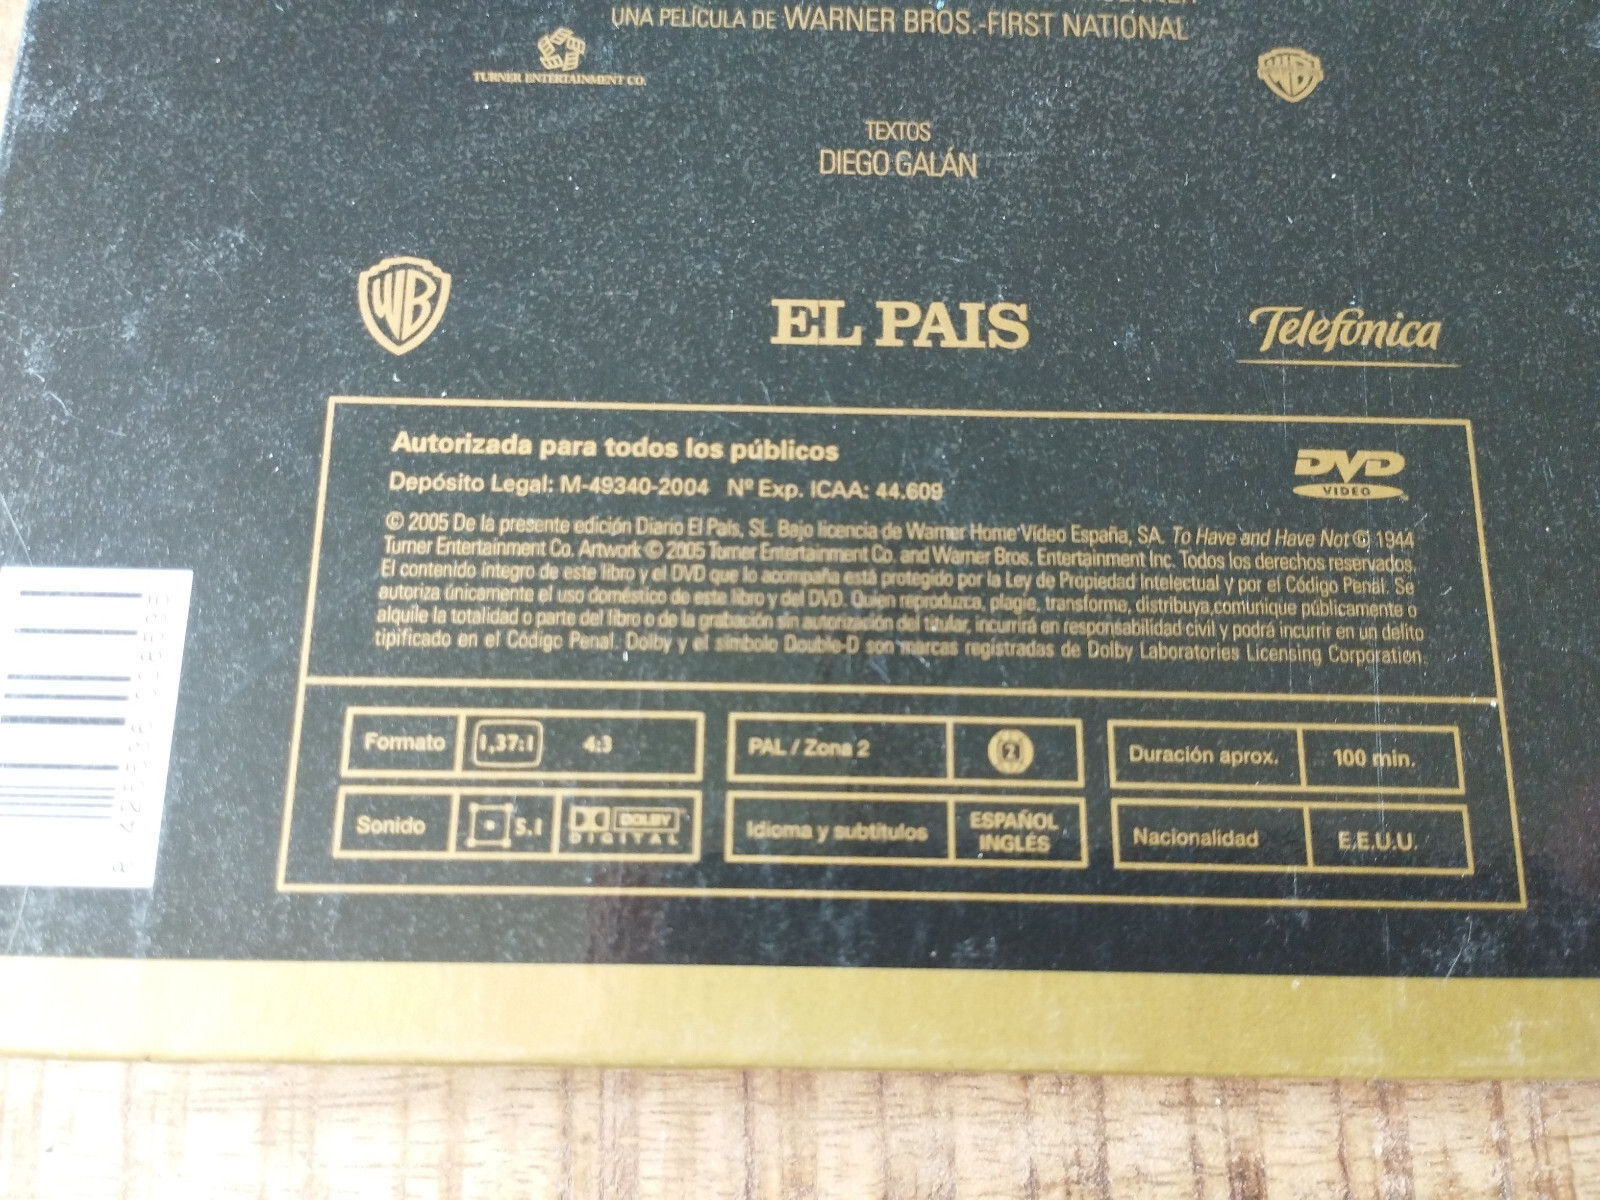 UNA PELÍCULA DE WARNER BROS.-FIRST NATIONAL
TURNER ENTERTAINMENT CO.
WB
TEXTOS
DIEGO GALÁN
WB
EL PAIS
Telefónica
Autorizada para todos los públicos
DVD
VIDEO
Depósito Legal: M-49340-2004 Nº Exp. ICAA: 44.609
© 2005 De la presente edición Diario El País, SL. Bajo licencia de Warner Home Vídeo España, SA. To Have and Have Not © 1944
Turner Entertainment Co. Artwork © 2005 Turner Entertainment Co. and Warner Bros. Entertainment Inc. Todos los derechos reservados.
El contenido íntegro de este libro y el DVD que lo acompaña está protegido por la Ley de Propiedad Intelectual y por el Código Penal. Se
autoriza únicamente el uso doméstico de este libro y del DVD. Quien reproduzca, plagie, transforme, distribuya,comunique públicamente o
alquile la totalidad o parte del libro o de la grabación sin autorización del titular, incurrirá en responsabilidad civil y podrá incurrir en un delito
tipificado en el Código Penal. Dolby y el símbolo Double-D son marcas registradas de Dolby Laboratories Licensing Corporation.
Formato 1,37:1 4:3
PAL / Zona 2 2
Duración aprox. 100 min.
Sonido 5.1 DOLBY DIGITAL
Idioma y subtítulos ESPAÑOL INGLÉS
Nacionalidad E.E.U.U.